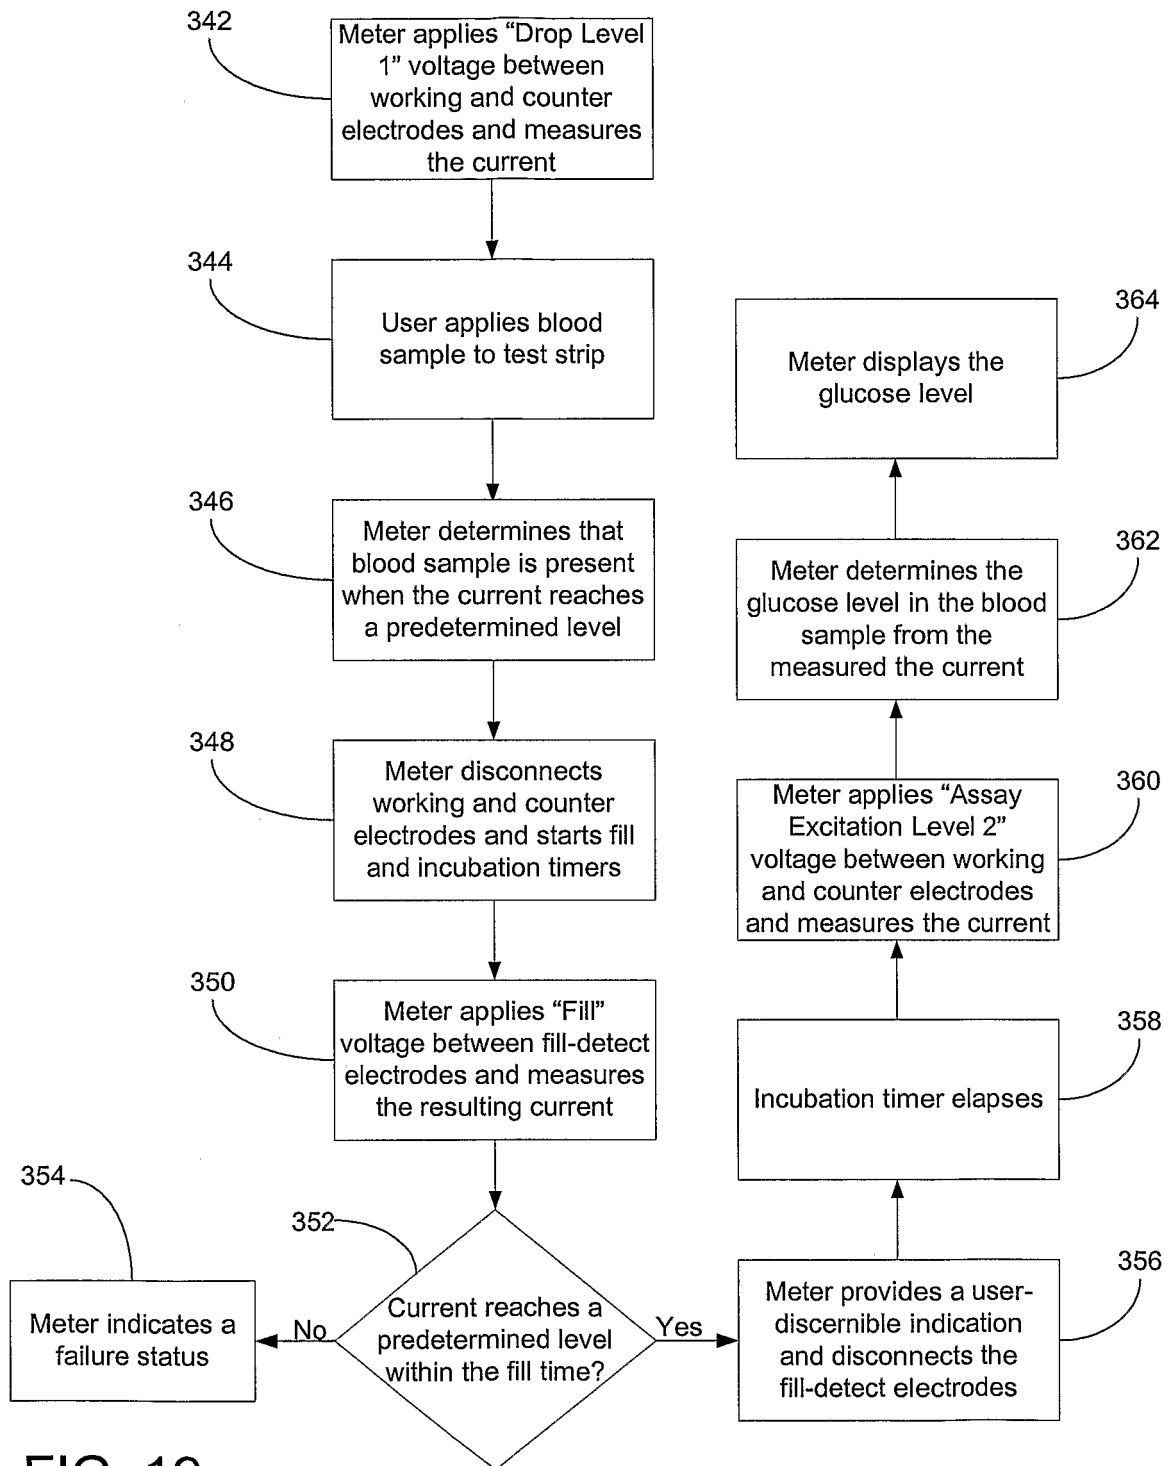 342
Meter applies “Drop Level
1” voltage between
working and counter
electrodes and measures
the current
344
User applies blood
sample to test strip
346
Meter determines that
blood sample is present
when the current reaches
a predetermined level
348
Meter disconnects
working and counter
electrodes and starts fill
and incubation timers
350
Meter applies “Fill”
voltage between fill-detect
electrodes and measures
the resulting current
352
Current reaches a
predetermined level
within the fill time?
No
Yes
354
Meter indicates a
failure status
356
Meter provides a user-
discernible indication
and disconnects the
fill-detect electrodes
358
Incubation timer elapses
360
Meter applies “Assay
Excitation Level 2”
voltage between working
and counter electrodes
and measures the current
362
Meter determines the
glucose level in the blood
sample from the
measured the current
364
Meter displays the
glucose level